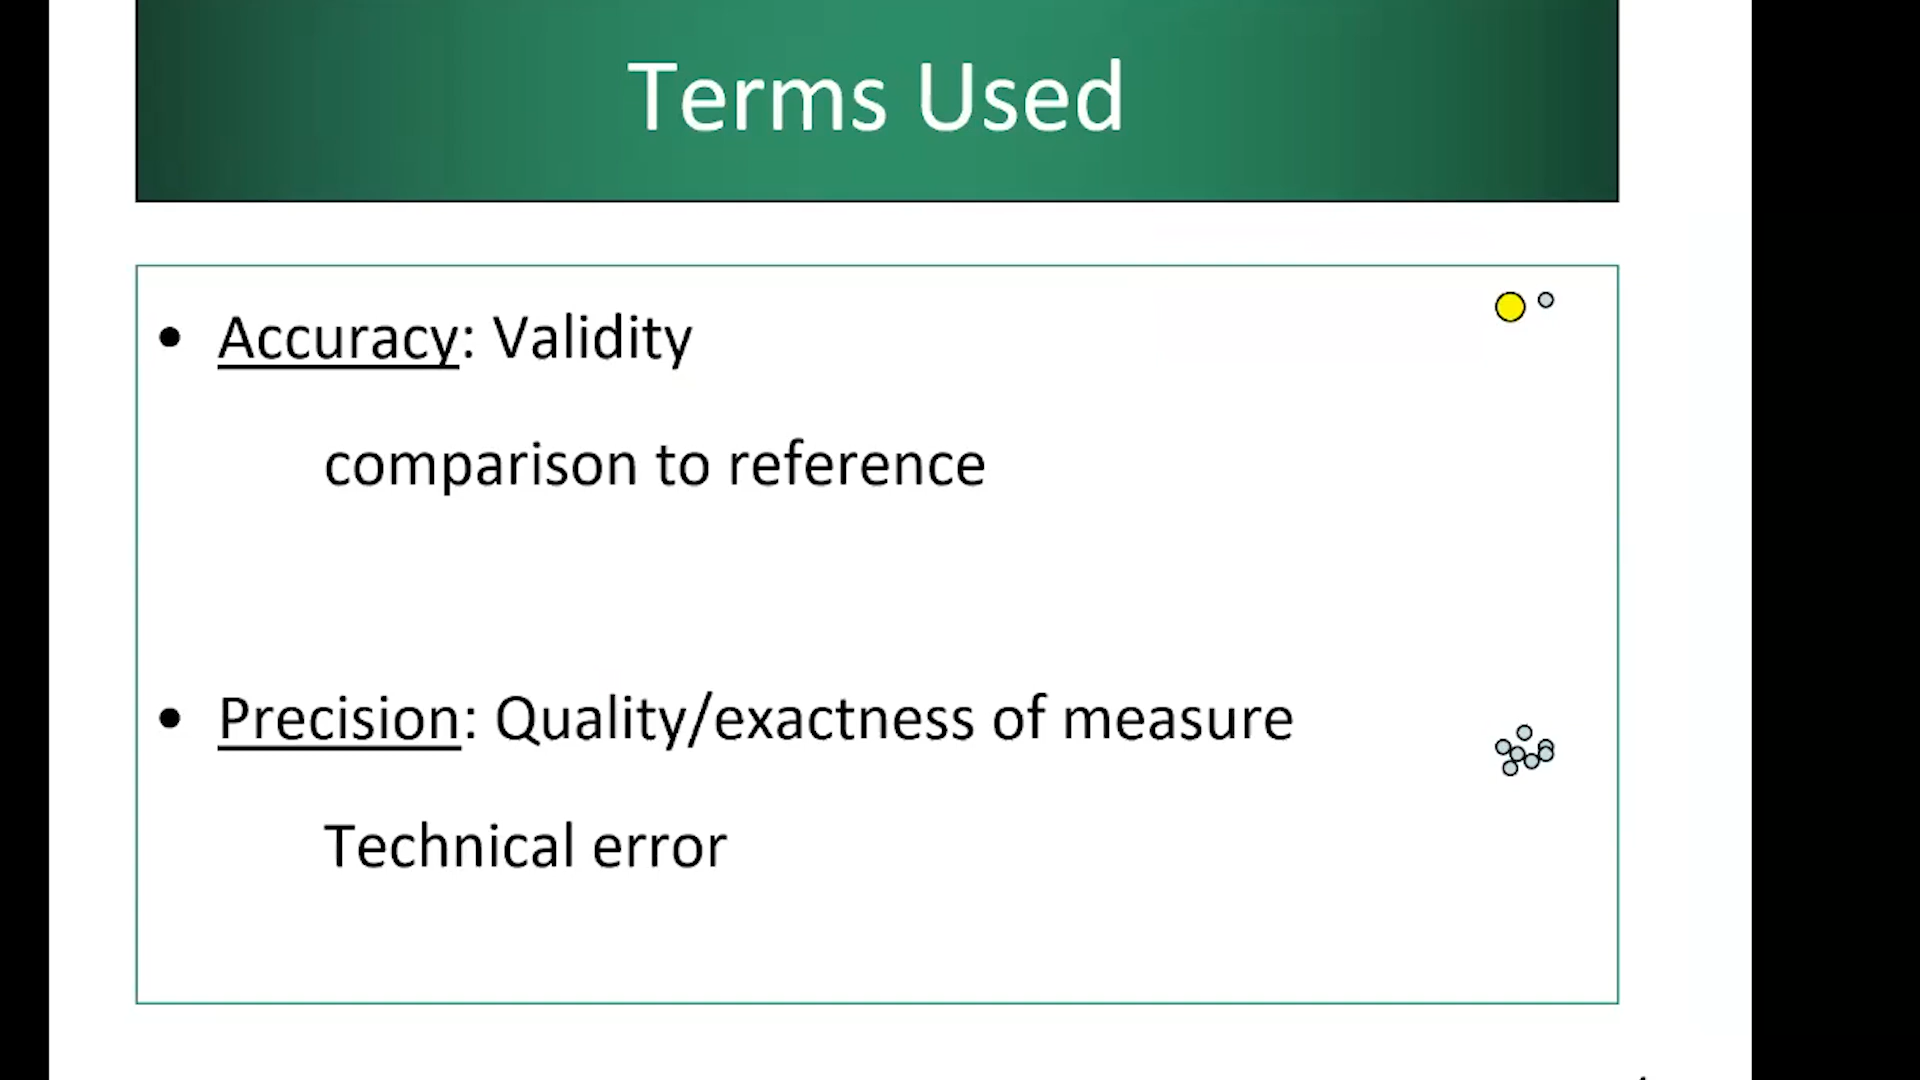 Terms Used
• Accuracy: Validity
comparison to reference
• Precision: Quality/exactness of measure
Technical error